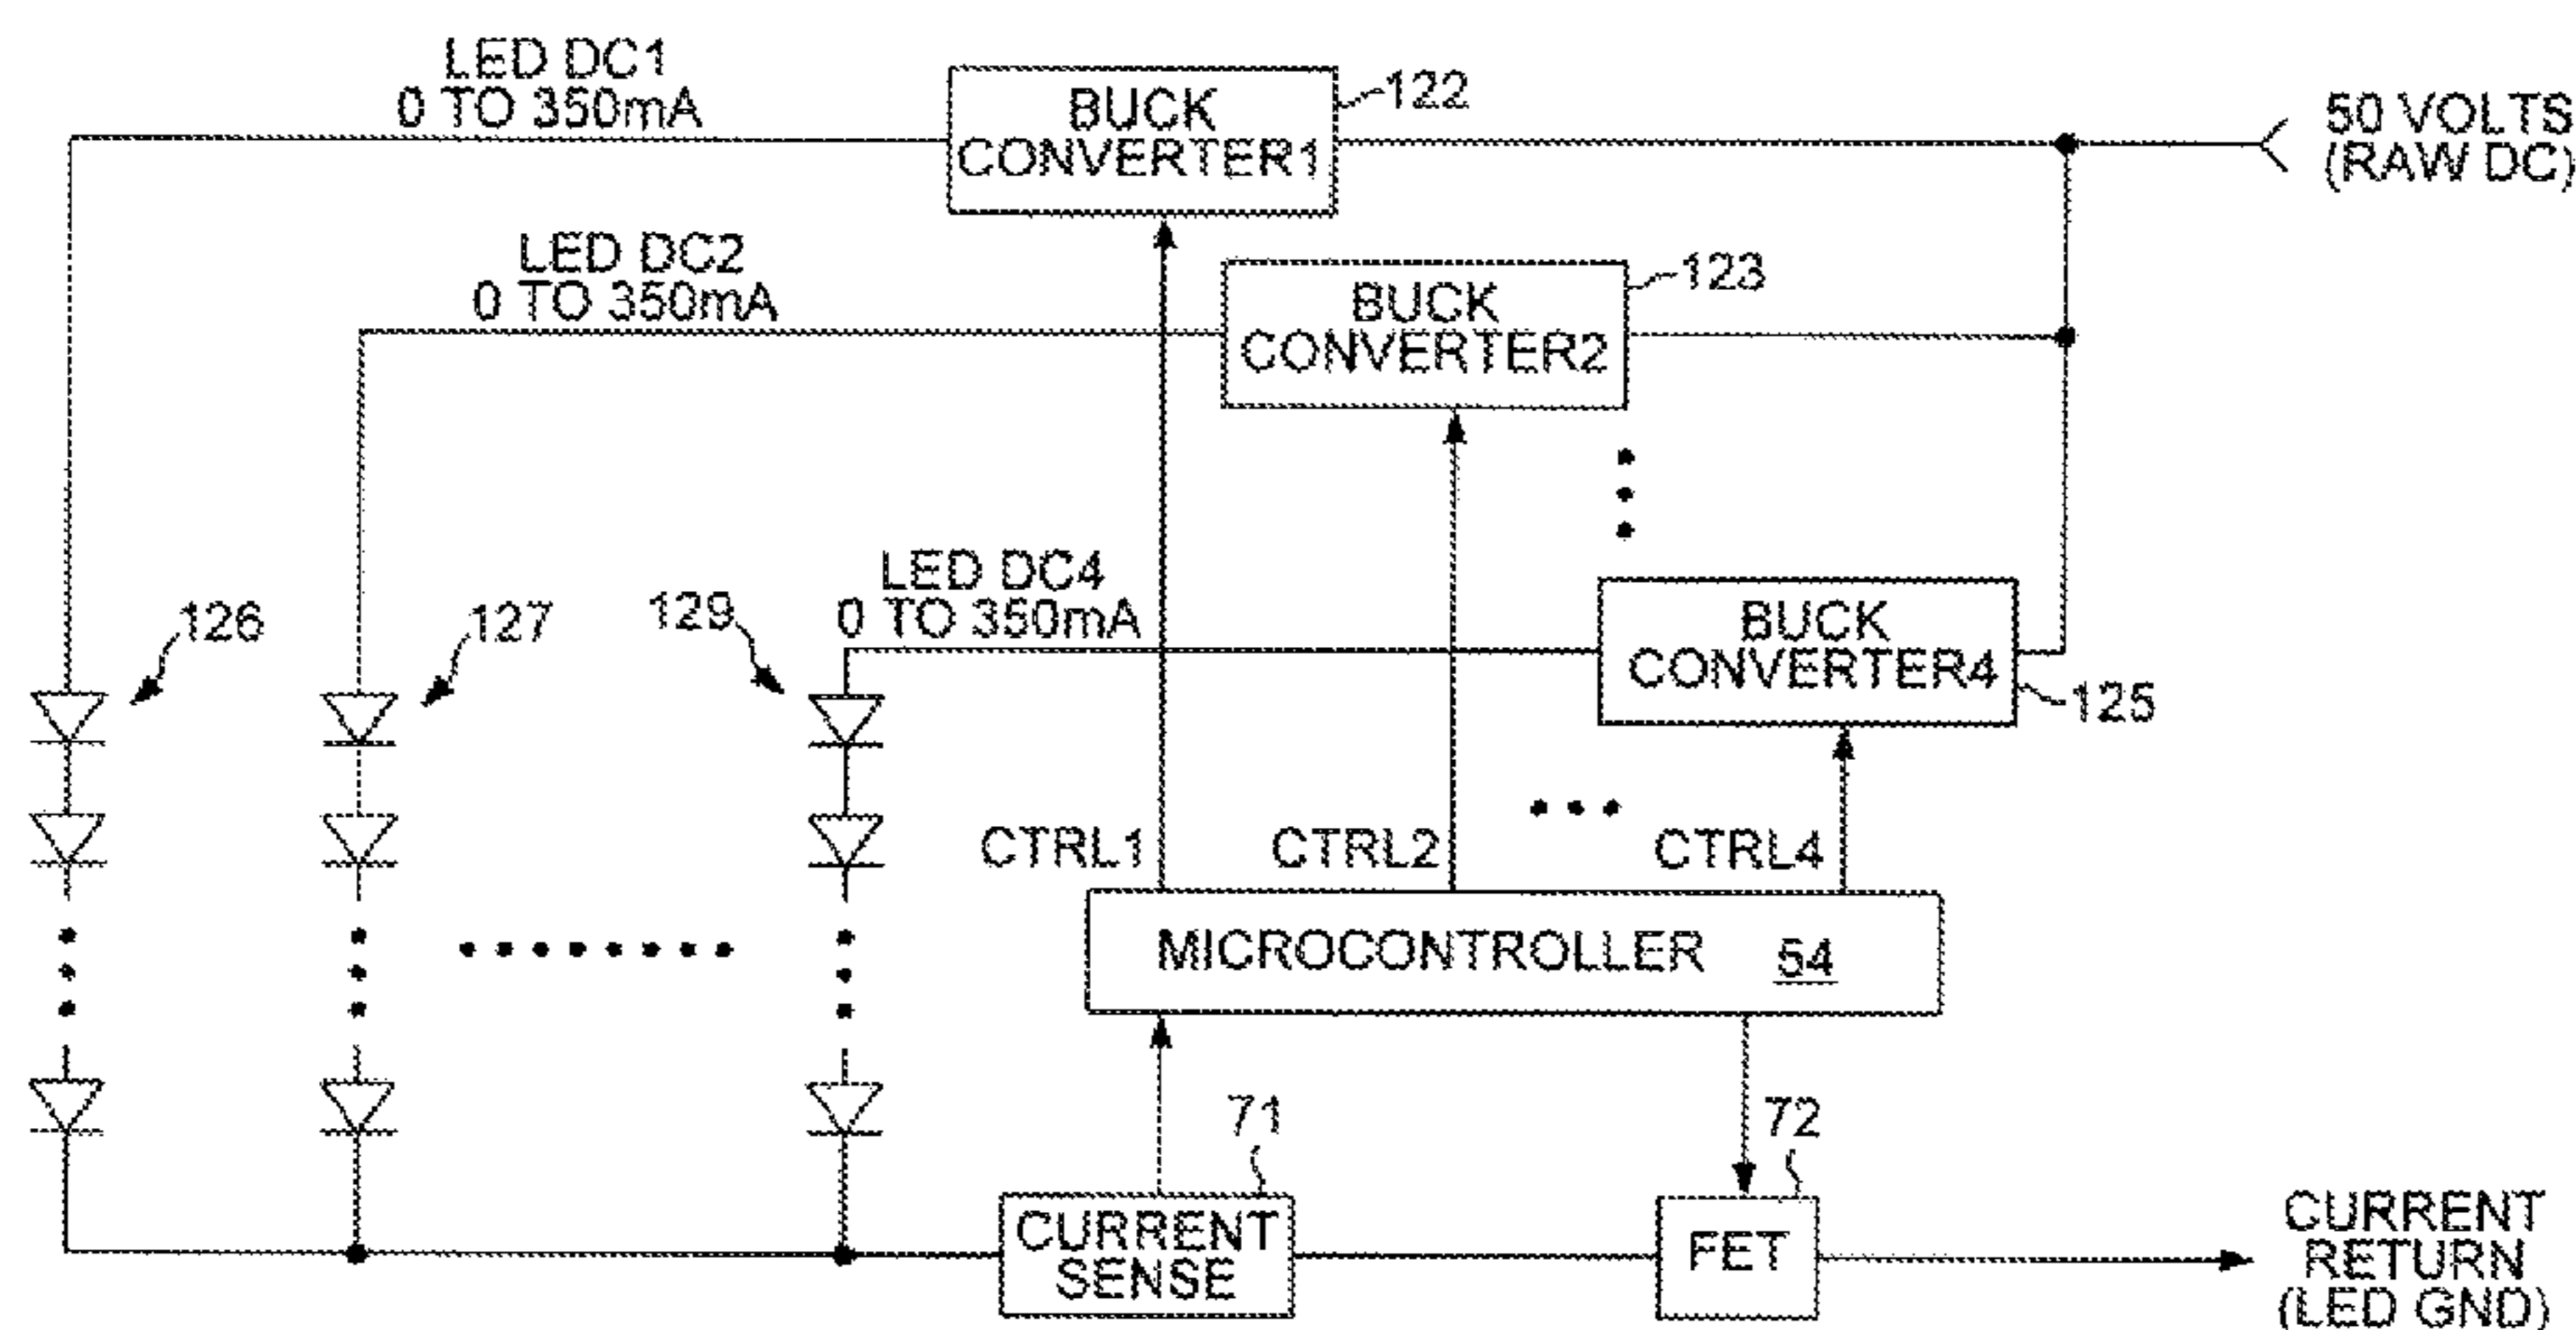 LED DC1
0 TO 350mA
BUCK
CONVERTER1
122
50 VOLTS
(RAW DC)
LED DC2
0 TO 350mA
BUCK
CONVERTER2
123
LED DC4
0 TO 350mA
BUCK
CONVERTER4
125
126
127
129
CTRL1
CTRL2
CTRL4
MICROCONTROLLER 54
71
72
CURRENT
SENSE
FET
CURRENT
RETURN
(LED GND)